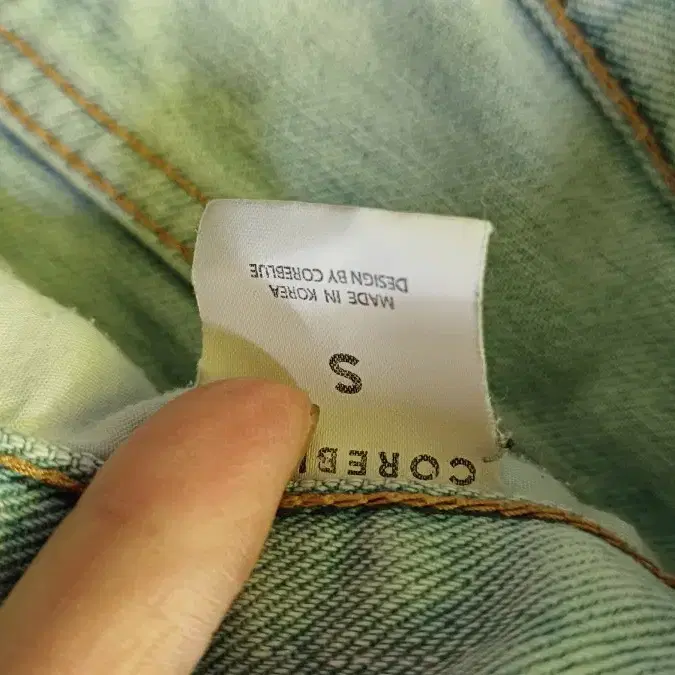 COREB
S
MADE IN KOREA
DESIGN BY COREBLUE